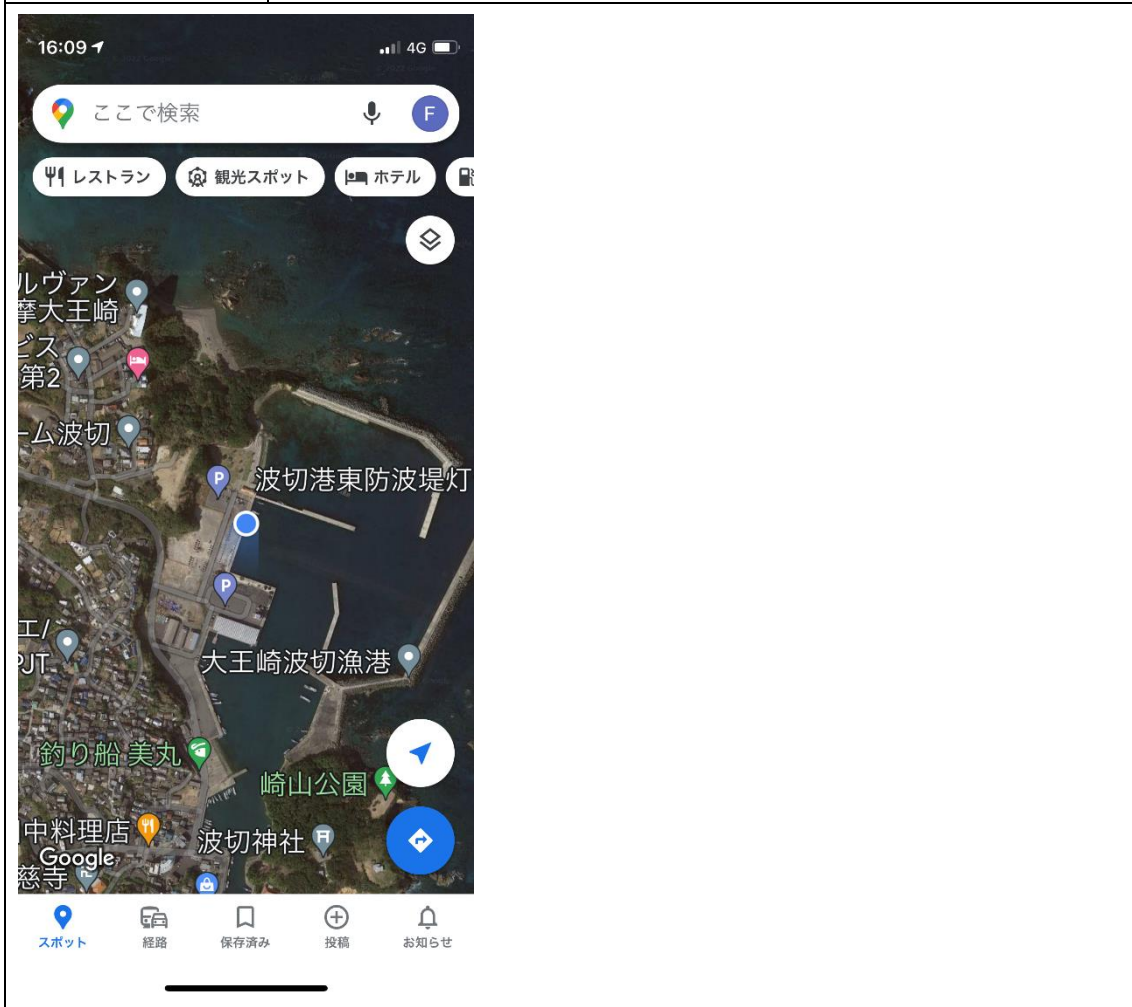 16:09
4G
ここで検索
F
レストラン
観光スポット
ホテル
ルヴァン
摩大王崎
ビス
第2
ーム波切
P
波切港東防波堤灯
P
工/
PJT
大王崎波切漁港
釣り船 美丸
崎山公園
中料理店
波切神社
Google
慈寺
スポット
経路
保存済み
投稿
お知らせ